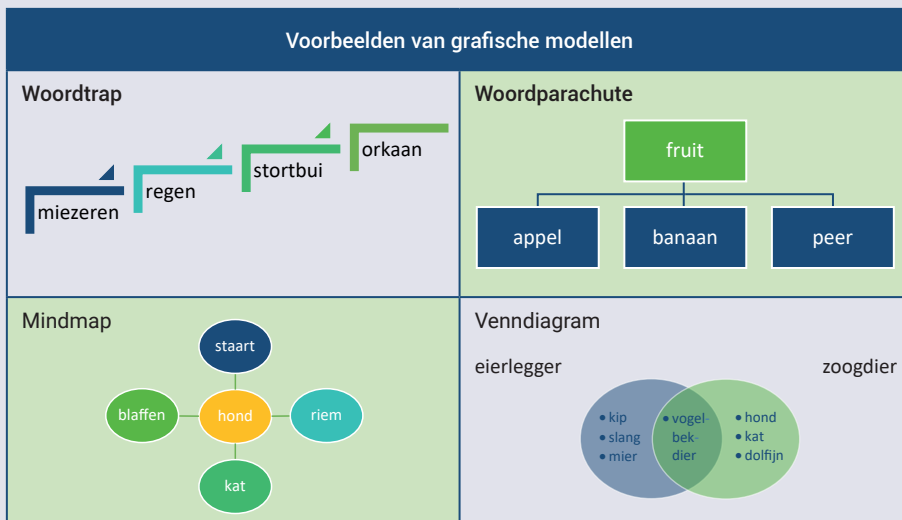 Voorbeelden van grafische modellen
Woordtrap
miezeren
regen
stortbui
orkaan
Woordparachute
fruit
appel
banaan
peer
Mindmap
staart
blaffen
hond
riem
kat
Venndiagram
eierlegger
zoogdier
• kip
• slang
• mier
• vogel-
bek-
dier
• hond
• kat
• dolfijn